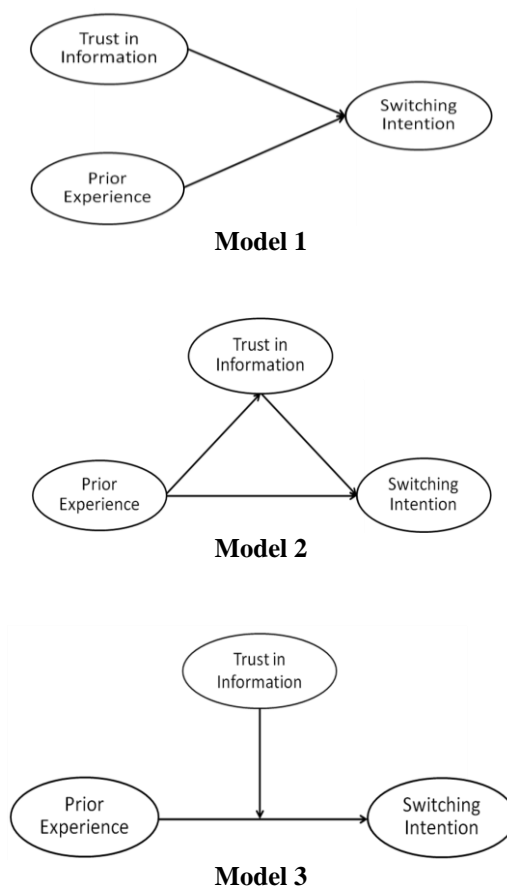 Trust in
Information
Switching
Intention
Prior
Experience
Model 1
Trust in
Information
Prior
Experience
Switching
Intention
Model 2
Trust in
Information
Prior
Experience
Switching
Intention
Model 3